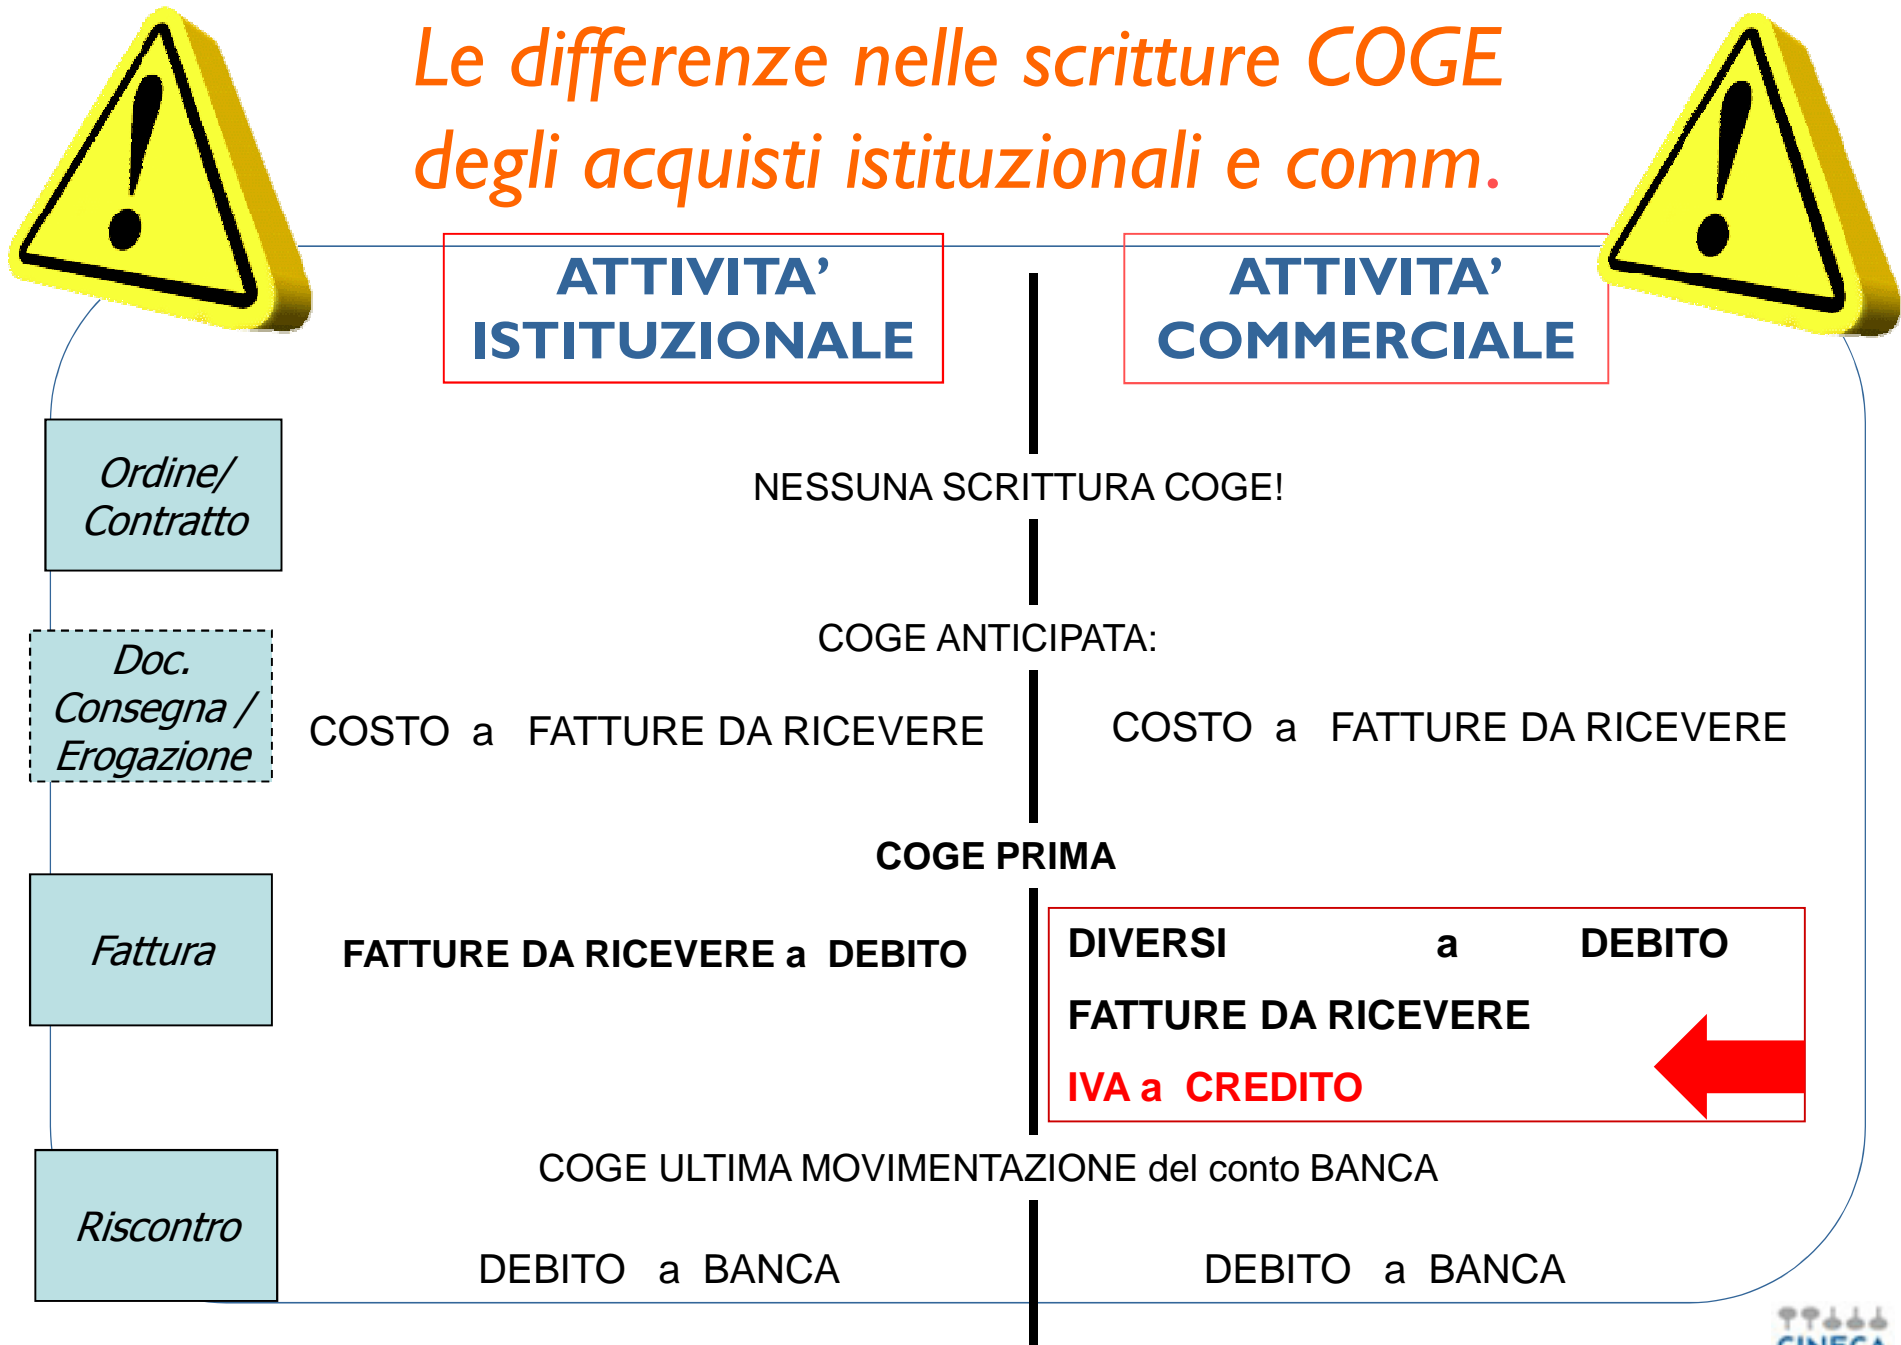 Le differenze nelle scritture COGE
degli acquisti istituzionali e comm.
ATTIVITA’
ISTITUZIONALE
ATTIVITA’
COMMERCIALE
Ordine/
Contratto
NESSUNA SCRITTURA COGE!
Doc.
Consegna /
Erogazione
COGE ANTICIPATA:
COSTO a FATTURE DA RICEVERE
COSTO a FATTURE DA RICEVERE
COGE PRIMA
Fattura
FATTURE DA RICEVERE a DEBITO
DIVERSI a DEBITO
FATTURE DA RICEVERE
IVA a CREDITO
Riscontro
COGE ULTIMA MOVIMENTAZIONE del conto BANCA
DEBITO a BANCA
DEBITO a BANCA
CINECA